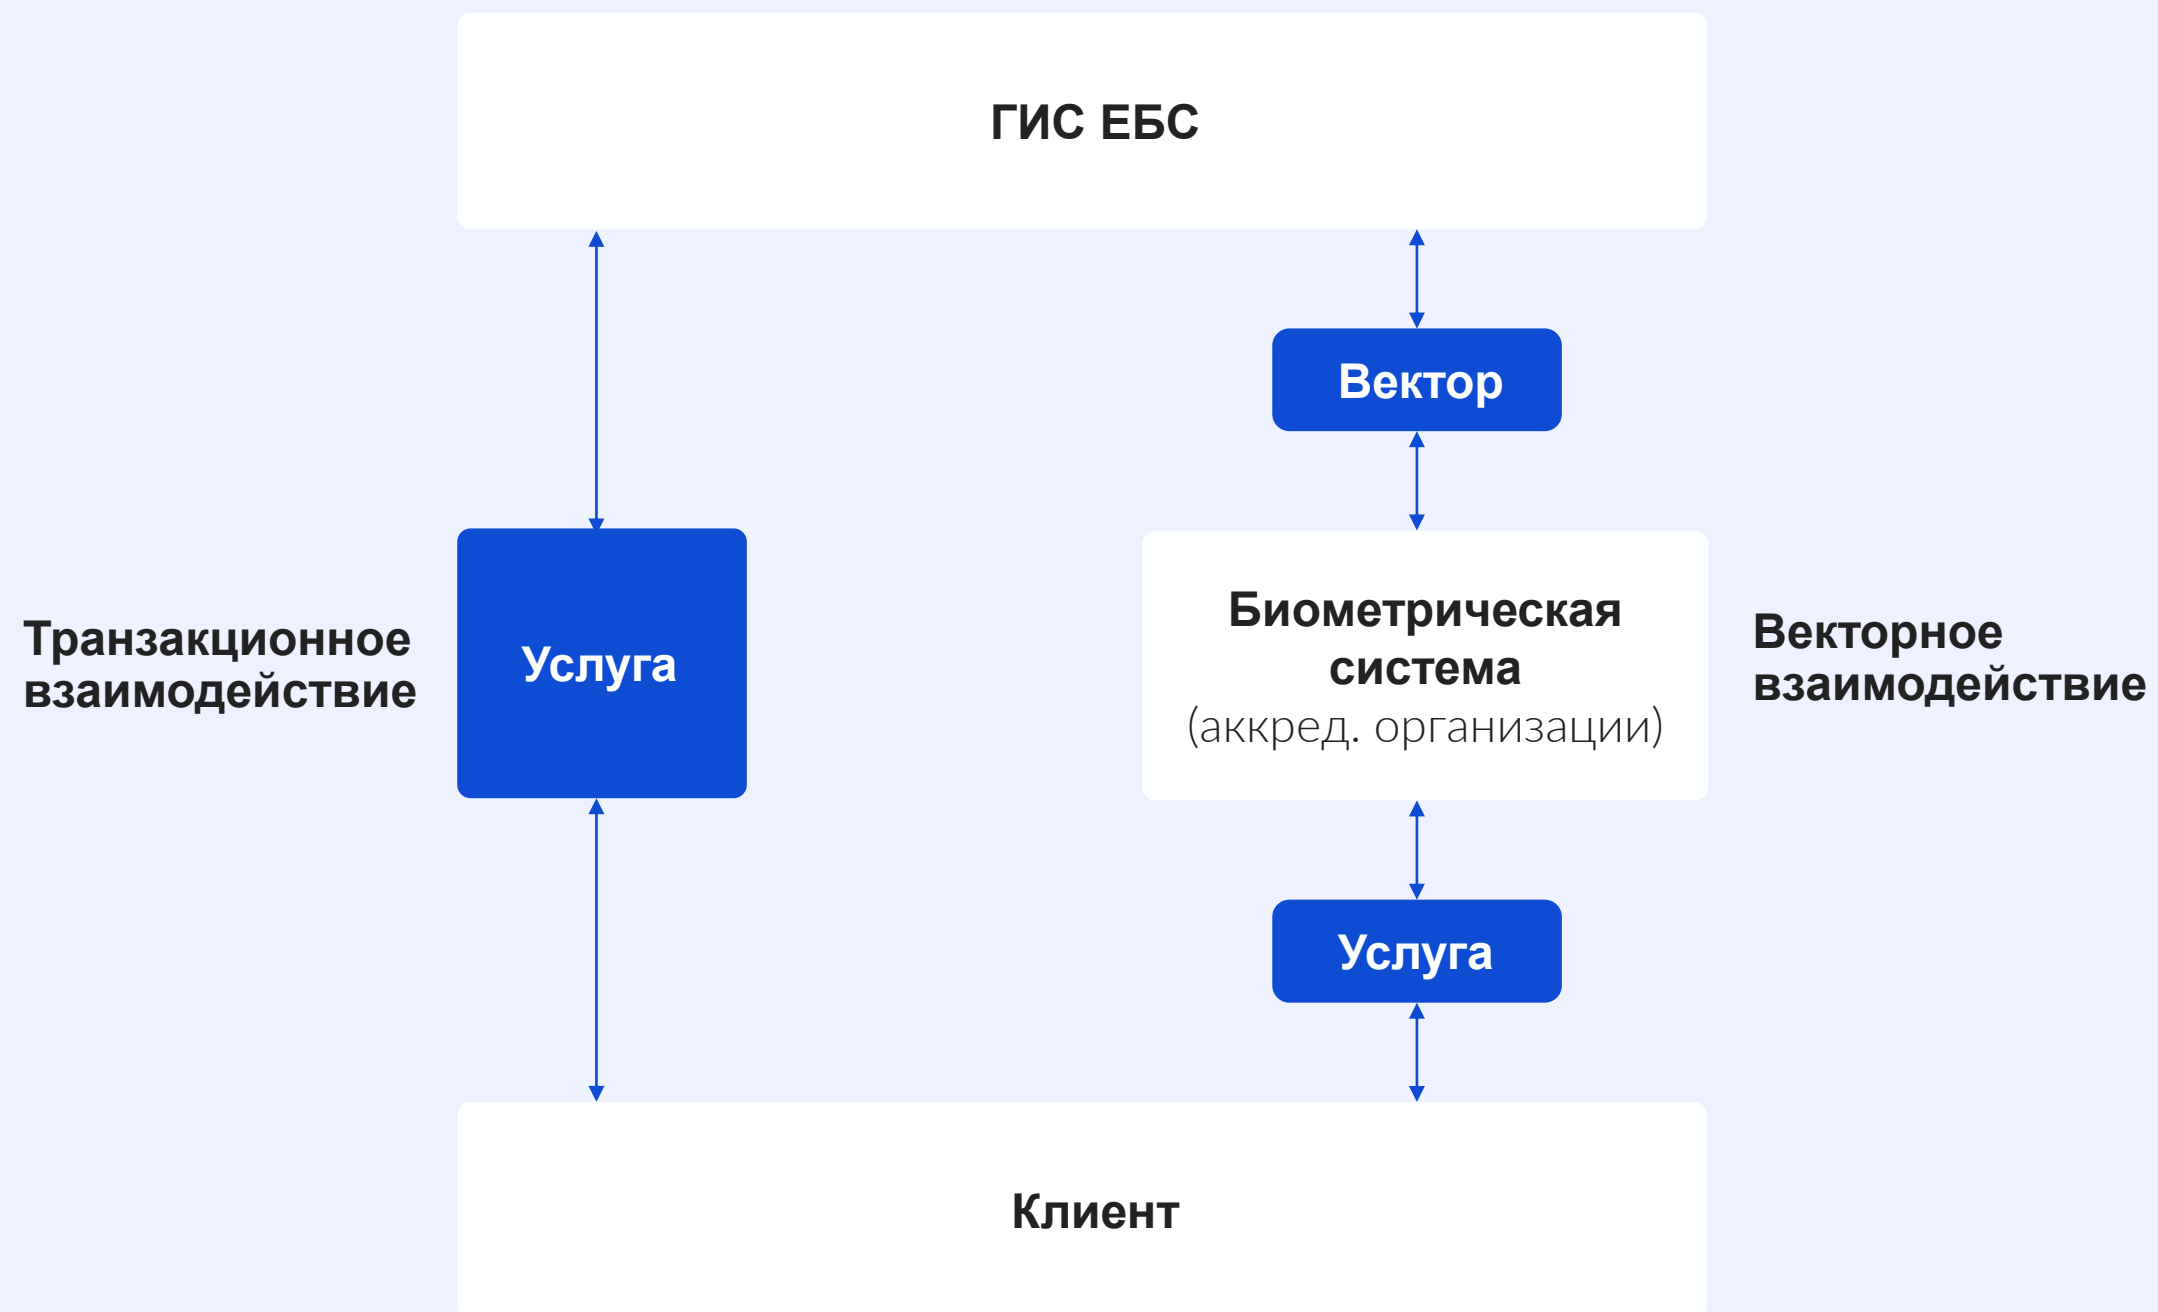 ГИС ЕБС
Вектор
Транзакционное
взаимодействие
Услуга
Биометрическая
система
(аккред. организации)
Векторное
взаимодействие
Услуга
Клиент